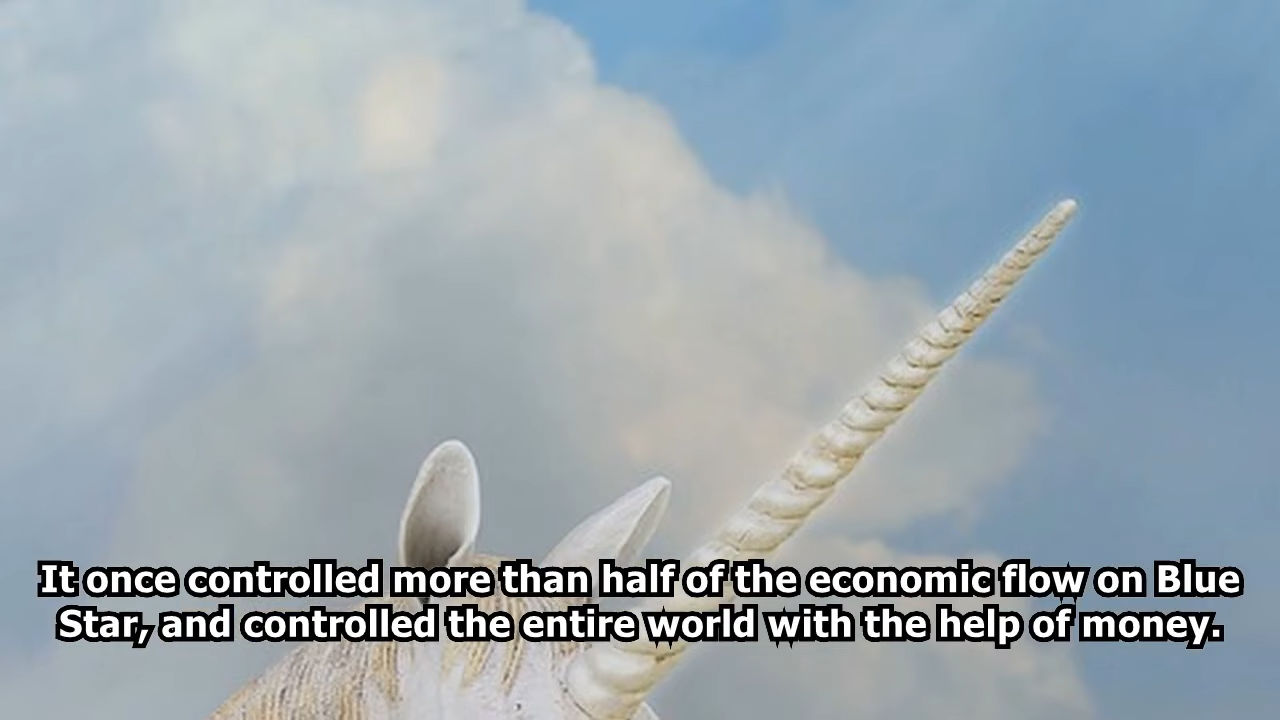 It once controlled more than half of the economic flow on Blue
Star, and controlled the entire world with the help of money.